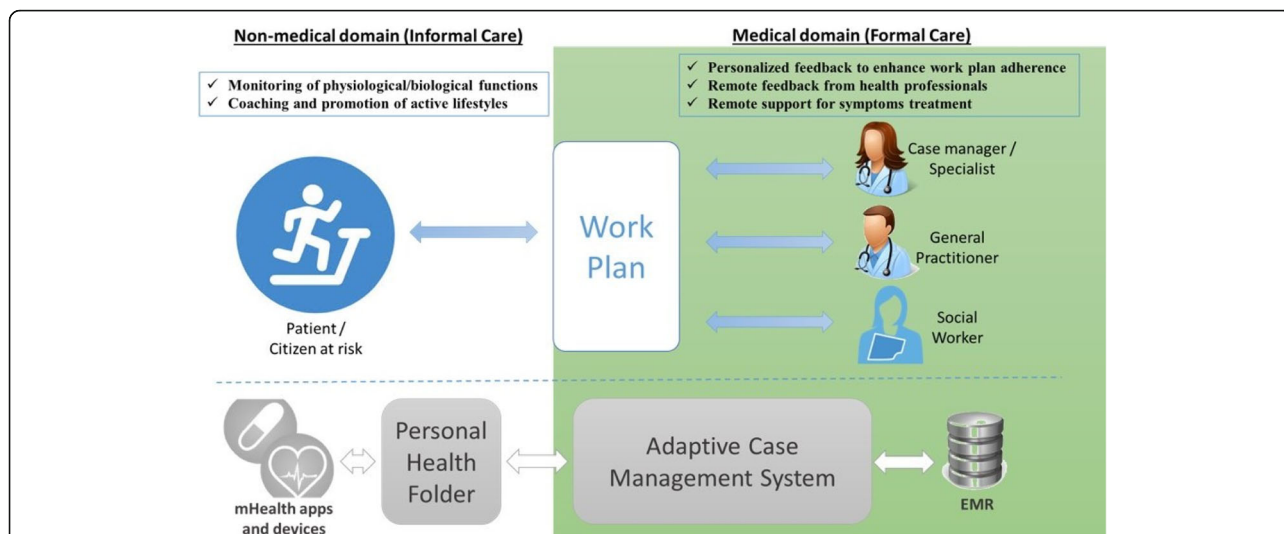 Non-medical domain (Informal Care)
✓ Monitoring of physiological/biological functions
✓ Coaching and promotion of active lifestyles
Medical domain (Formal Care)
✓ Personalized feedback to enhance work plan adherence
✓ Remote feedback from health professionals
✓ Remote support for symptoms treatment
Patient /
Citizen at risk
Work
Plan
Case manager /
Specialist
General
Practitioner
Social
Worker
mHealth apps
and devices
Personal
Health
Folder
Adaptive Case
Management System
EMR